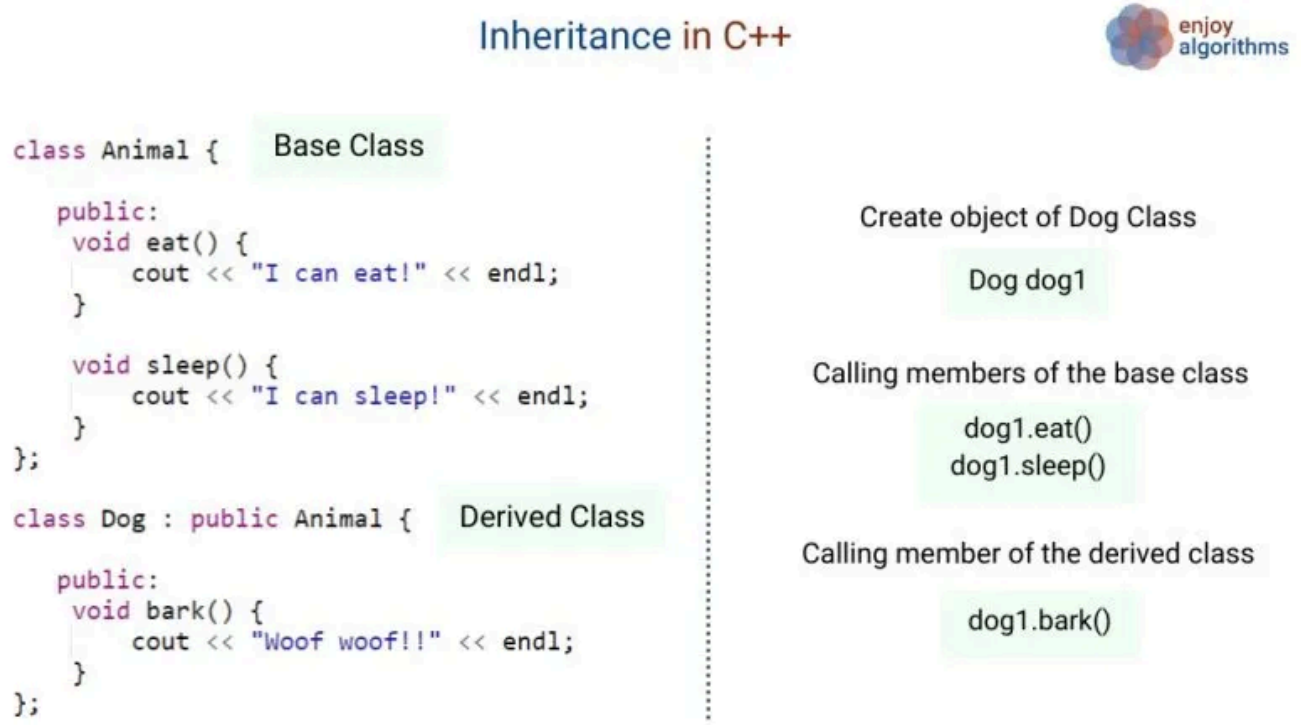 Inheritance in C++
enjoy
algorithms
class Animal {
Base Class
public:
void eat() {
cout << "I can eat!" << endl;
}
void sleep() {
cout << "I can sleep!" << endl;
}
};
class Dog : public Animal {
Derived Class
public:
void bark() {
cout << "Woof woof!!" << endl;
}
};
Create object of Dog Class
Dog dog1
Calling members of the base class
dog1.eat()
dog1.sleep()
Calling member of the derived class
dog1.bark()